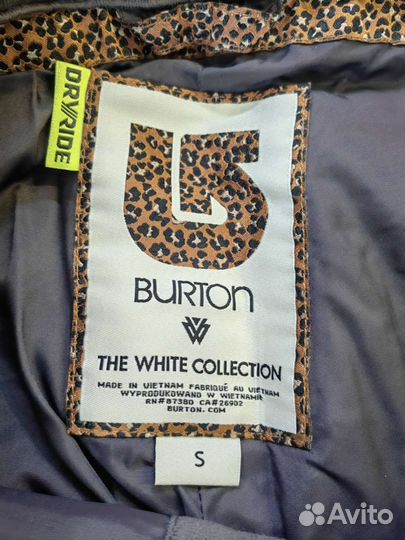 DRYRIDE
BURTON
THE WHITE COLLECTION
MADE IN VIETNAM FABRIQUÉ AU VIETNAM
WYPRODUKOWANO W WIETNAMIE
RN#87380 CA#26902
BURTON.COM
S
Avito